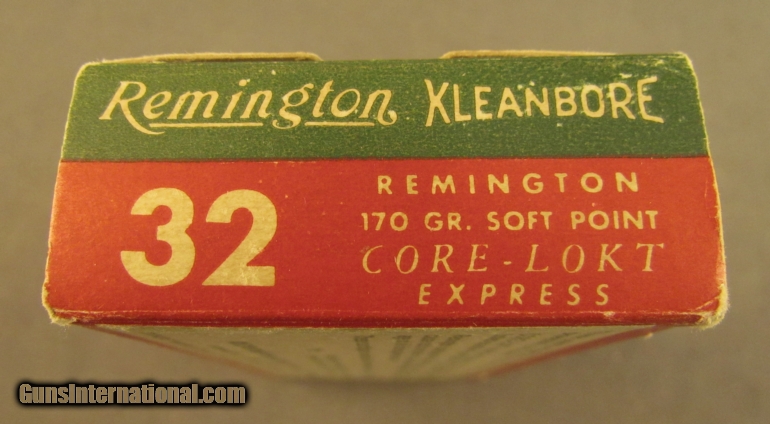 Remington KLEANBORE
32
REMINGTON
170 GR. SOFT POINT
CORE-LOKT
EXPRESS
GunsInternational.com